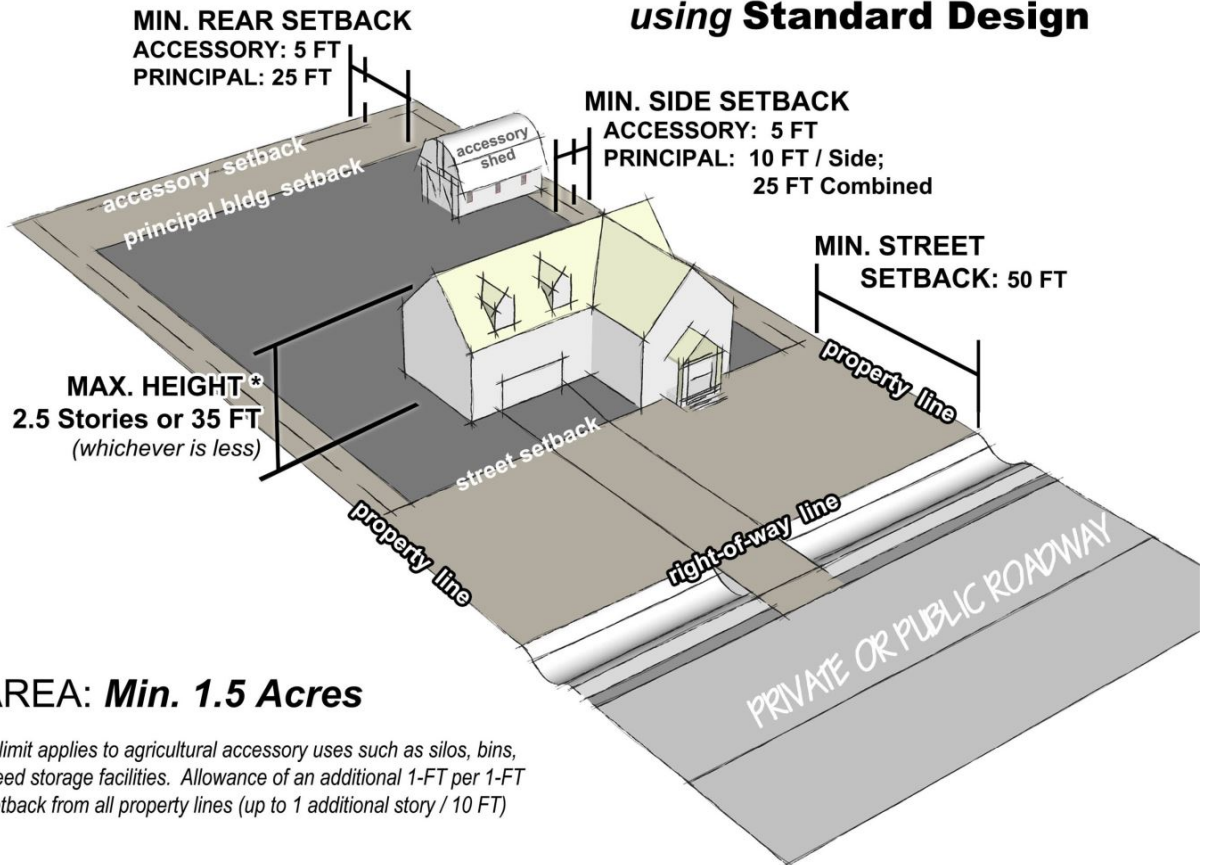 using Standard Design
MIN. REAR SETBACK
ACCESSORY: 5 FT
PRINCIPAL: 25 FT
MIN. SIDE SETBACK
ACCESSORY: 5 FT
PRINCIPAL: 10 FT / Side;
25 FT Combined
accessory
shed
accessory setback
principal bldg. setback
MIN. STREET
SETBACK: 50 FT
MAX. HEIGHT *
2.5 Stories or 35 FT
(whichever is less)
property line
street setback
property line
right-of-way line
PRIVATE OR PUBLIC ROADWAY
AREA: Min. 1.5 Acres
limit applies to agricultural accessory uses such as silos, bins,
storage facilities. Allowance of an additional 1-FT per 1-FT
from all property lines (up to 1 additional story / 10 FT)